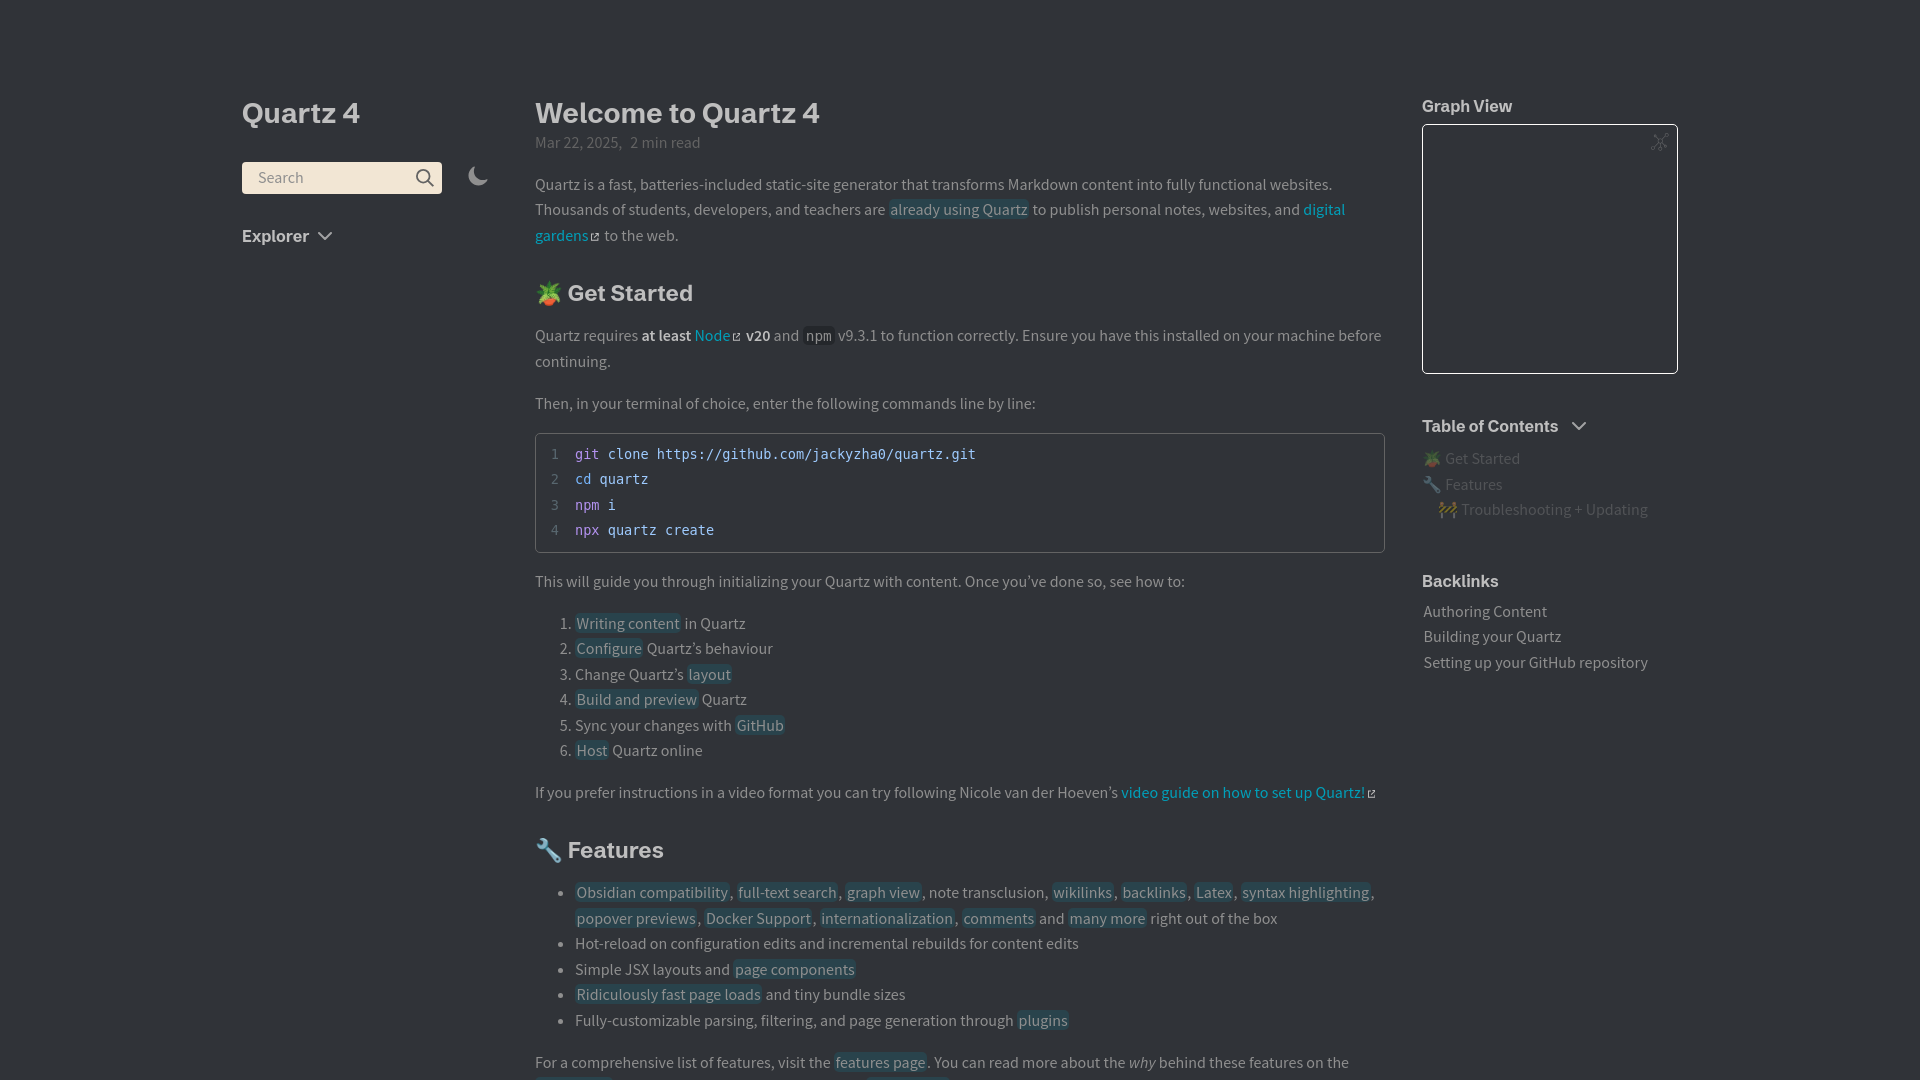 Quartz 4
Search
Explorer
Welcome to Quartz 4
Mar 22, 2025, 2 min read
Quartz is a fast, batteries-included static-site generator that transforms Markdown content into fully functional websites.
Thousands of students, developers, and teachers are already using Quartz to publish personal notes, websites, and digital
gardens to the web.
🪴 Get Started
Quartz requires at least Node v20 and npm v9.3.1 to function correctly. Ensure you have this installed on your machine before
continuing.
Then, in your terminal of choice, enter the following commands line by line:
1 git clone https://github.com/jackyzha0/quartz.git
2 cd quartz
3 npm i
4 npx quartz create
This will guide you through initializing your Quartz with content. Once you’ve done so, see how to:
1. Writing content in Quartz
2. Configure Quartz’s behaviour
3. Change Quartz’s layout
4. Build and preview Quartz
5. Sync your changes with GitHub
6. Host Quartz online
If you prefer instructions in a video format you can try following Nicole van der Hoeven’s video guide on how to set up Quartz!
🔧 Features
• Obsidian compatibility, full-text search, graph view, note transclusion, wikilinks, backlinks, Latex, syntax highlighting,
popover previews, Docker Support, internationalization, comments and many more right out of the box
• Hot-reload on configuration edits and incremental rebuilds for content edits
• Simple JSX layouts and page components
• Ridiculously fast page loads and tiny bundle sizes
• Fully-customizable parsing, filtering, and page generation through plugins
For a comprehensive list of features, visit the features page. You can read more about the why behind these features on the
Graph View
Table of Contents
🪴 Get Started
🔧 Features
🚧 Troubleshooting + Updating
Backlinks
Authoring Content
Building your Quartz
Setting up your GitHub repository